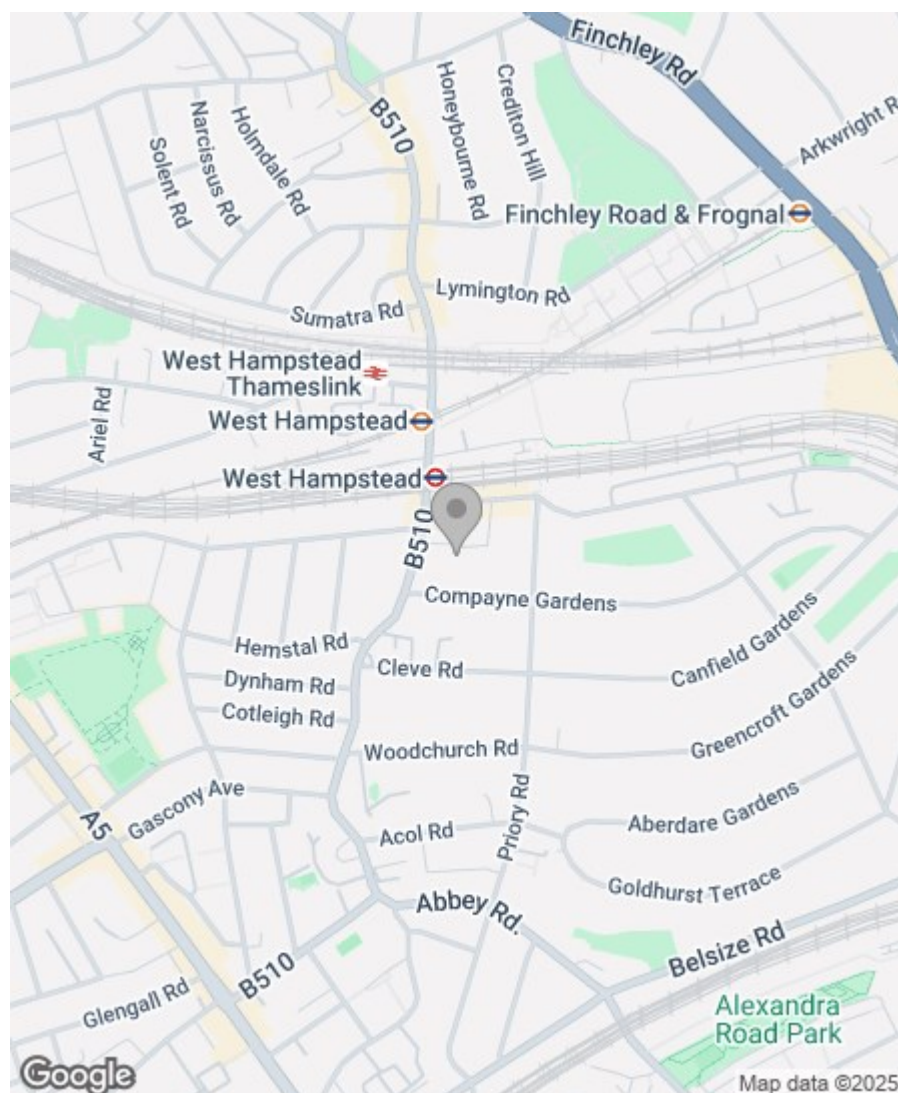 Finchley Rd
B510
Honeybourne Rd
Crediton Hill
Narcissus Rd
Holmdale Rd
Solent Rd
Arkwright R
Finchley Road & Frognal
Lymington Rd
Sumatra Rd
West Hampstead
Thameslink
Ariel Rd
West Hampstead
West Hampstead
B510
Compayne Gardens
Hemstal Rd
Cleve Rd
Canfield Gardens
Dynham Rd
Cotleigh Rd
Greencroft Gardens
Woodchurch Rd
Gascony Ave
A5
Priory Rd
Acol Rd
Aberdare Gardens
Goldhurst Terrace
Abbey Rd.
Belsize Rd
B510
Glengall Rd
Alexandra
Road Park
Google
Map data ©2025